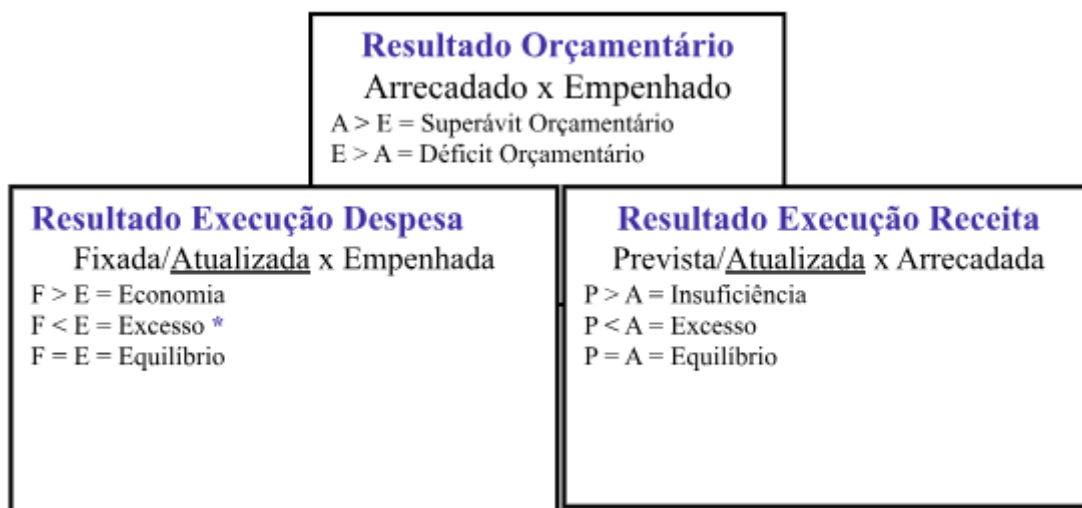 Resultado Orçamentário
Arrecadado x Empenhado
A > E = Superávit Orçamentário
E > A = Déficit Orçamentário
Resultado Execução Despesa
Fixada/Atualizada x Empenhada
F > E = Economia
F < E = Excesso *
F = E = Equilíbrio
Resultado Execução Receita
Prevista/Atualizada x Arrecadada
P > A = Insuficiência
P < A = Excesso
P = A = Equilíbrio